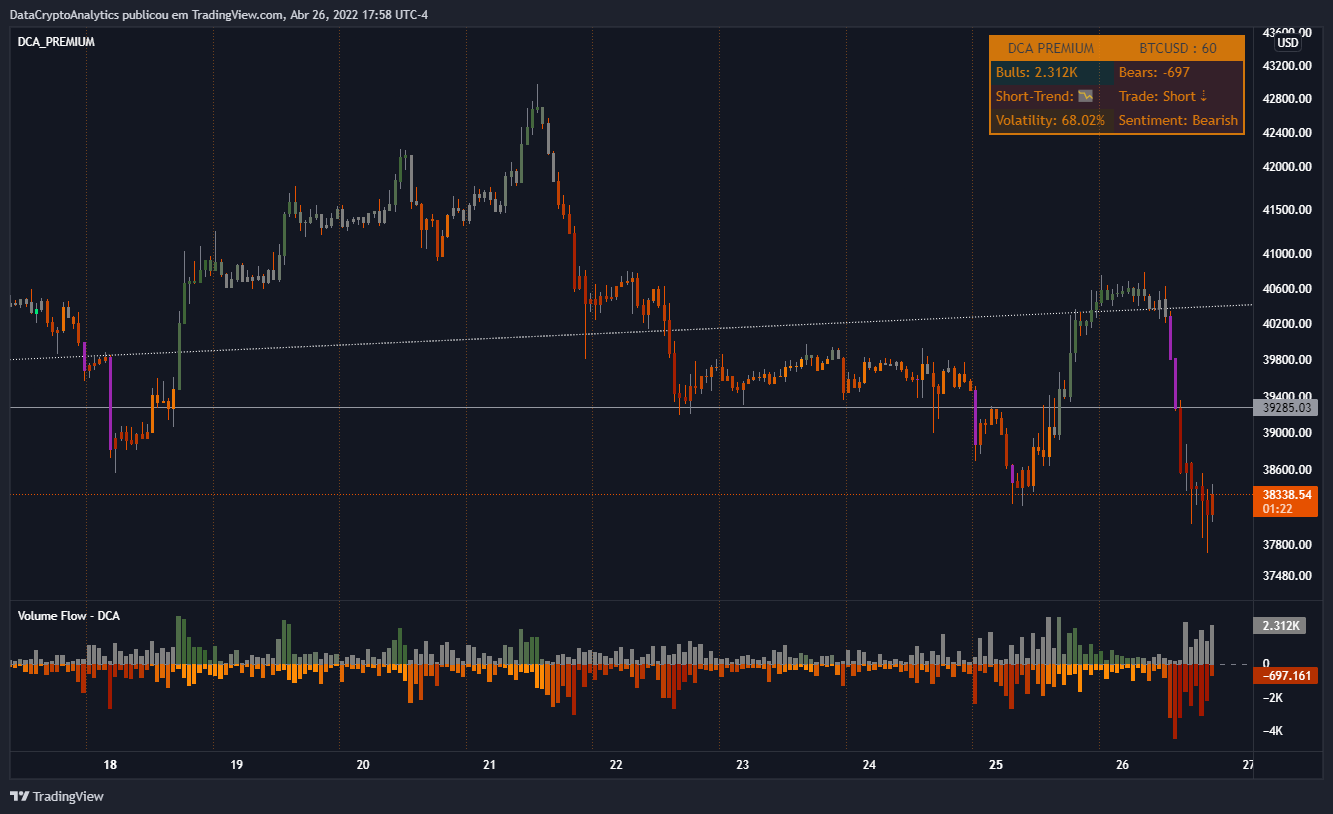 DataCryptoAnalytics publicou em TradingView.com, Abr 26, 2022 17:58 UTC-4
DCA_PREMIUM
DCA PREMIUM BTCUSD : 60
Bulls: 2.312K Bears: -697
Short-Trend: Trade: Short ⇣
Volatility: 68.02% Sentiment: Bearish
43600.00
USD
43200.00
42800.00
42400.00
42000.00
41500.00
41000.00
40600.00
40200.00
39800.00
39400.00
39285.03
39000.00
38600.00
38338.54
01:22
37800.00
37480.00
Volume Flow - DCA
2.312K
0
−697.161
−2K
−4K
18 19 20 21 22 23 24 25 26 27
TradingView